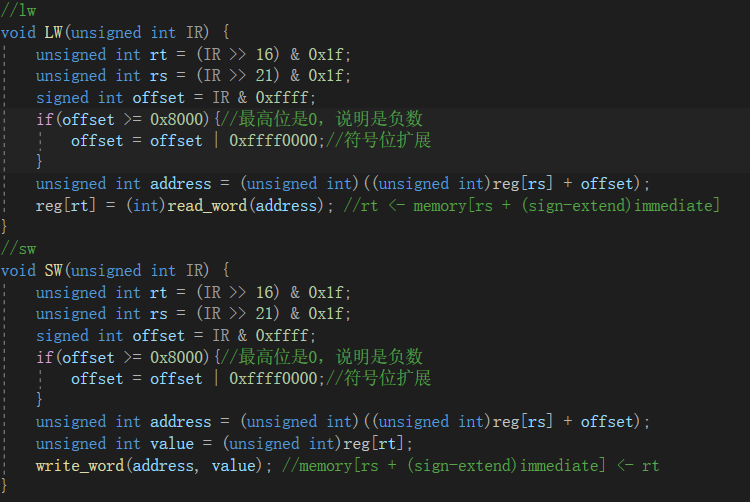 //lw
void LW(unsigned int IR) {
    unsigned int rt = (IR >> 16) & 0x1f;
    unsigned int rs = (IR >> 21) & 0x1f;
    signed int offset = IR & 0xffff;
    if(offset >= 0x8000){//最高位是0，说明是负数
        offset = offset | 0xffff0000;//符号位扩展
    }
    unsigned int address = (unsigned int)((unsigned int)reg[rs] + offset);
    reg[rt] = (int)read_word(address); //rt <- memory[rs + (sign-extend)immediate]
}
//sw
void SW(unsigned int IR) {
    unsigned int rt = (IR >> 16) & 0x1f;
    unsigned int rs = (IR >> 21) & 0x1f;
    signed int offset = IR & 0xffff;
    if(offset >= 0x8000){//最高位是0，说明是负数
        offset = offset | 0xffff0000;//符号位扩展
    }
    unsigned int address = (unsigned int)((unsigned int)reg[rs] + offset);
    unsigned int value = (unsigned int)reg[rt];
    write_word(address, value); //memory[rs + (sign-extend)immediate] <- rt
}